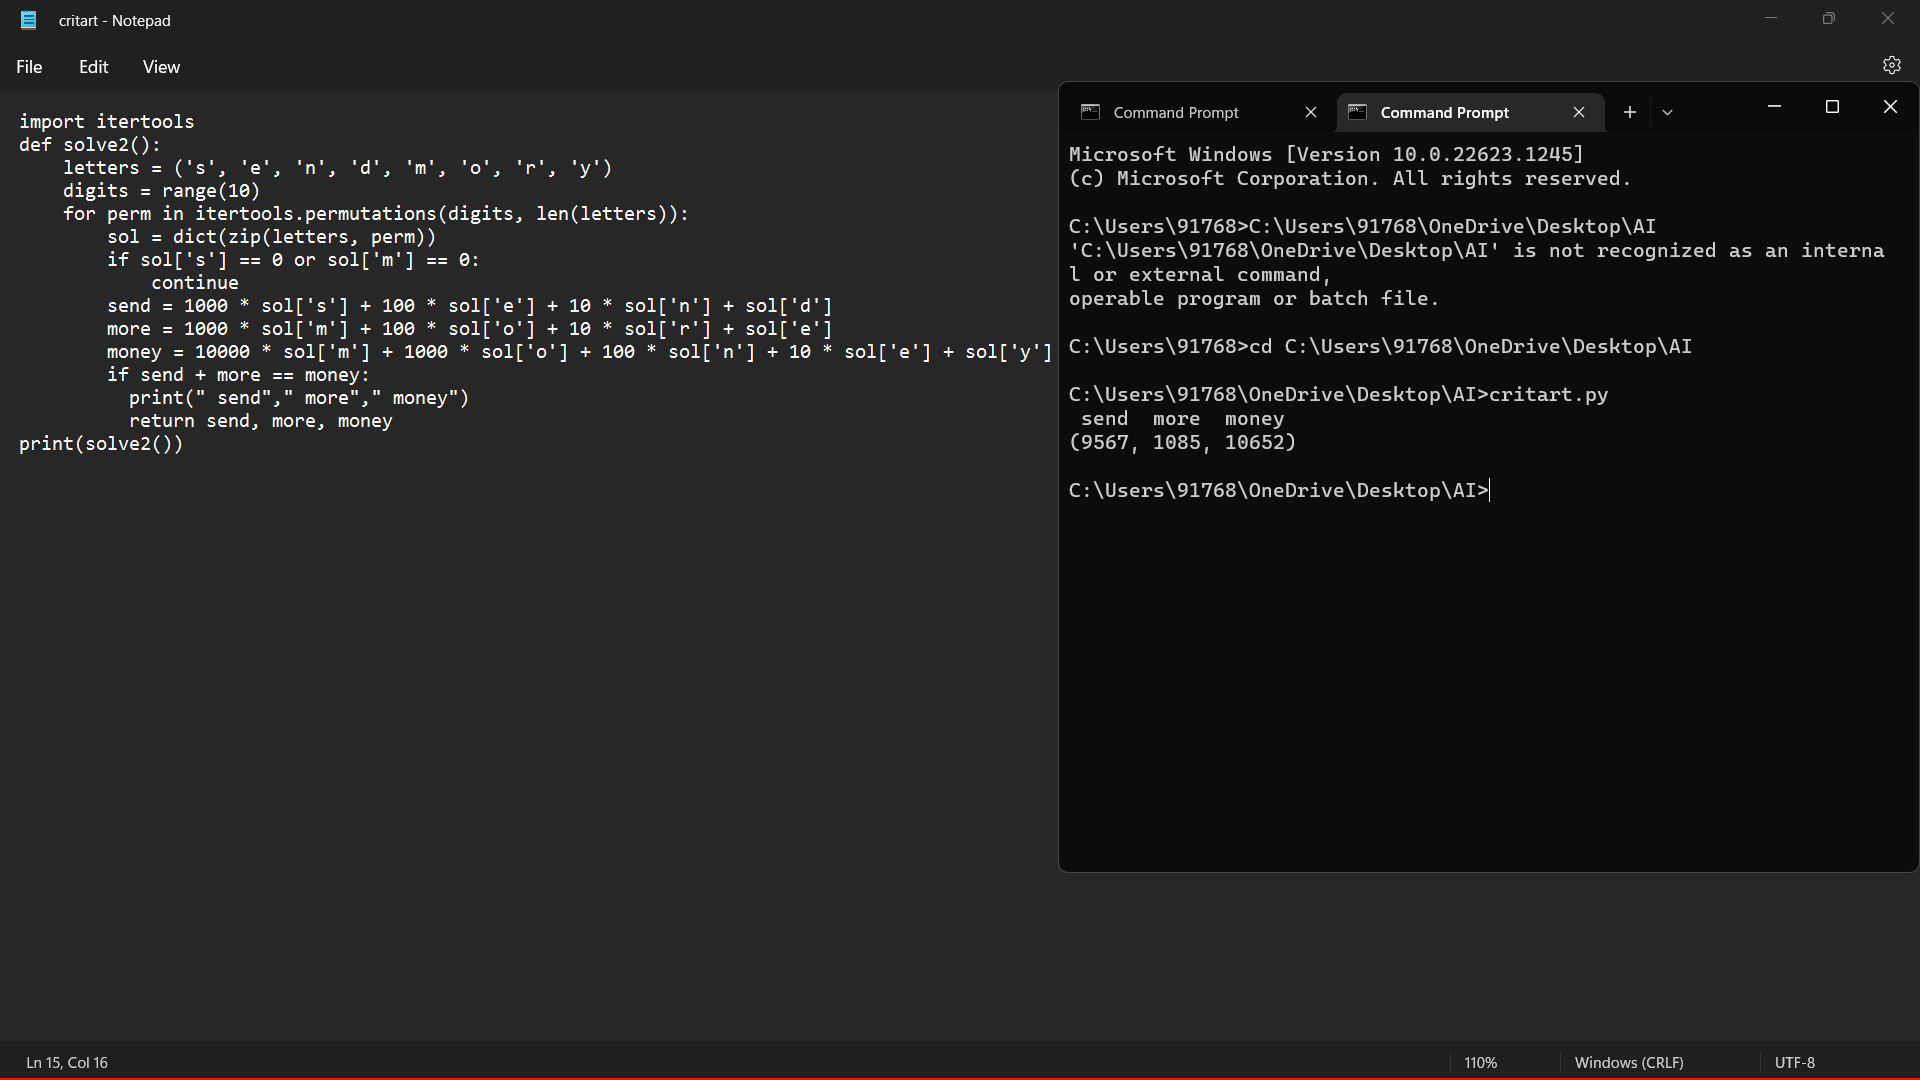 critart - Notepad
File Edit View
import itertools
def solve2():
    letters = ('s', 'e', 'n', 'd', 'm', 'o', 'r', 'y')
    digits = range(10)
    for perm in itertools.permutations(digits, len(letters)):
        sol = dict(zip(letters, perm))
        if sol['s'] == 0 or sol['m'] == 0:
            continue
        send = 1000 * sol['s'] + 100 * sol['e'] + 10 * sol['n'] + sol['d']
        more = 1000 * sol['m'] + 100 * sol['o'] + 10 * sol['r'] + sol['e']
        money = 10000 * sol['m'] + 1000 * sol['o'] + 100 * sol['n'] + 10 * sol['e'] + sol['y']
        if send + more == money:
          print(" send"," more"," money")
          return send, more, money
print(solve2())
Command Prompt
Command Prompt
Microsoft Windows [Version 10.0.22623.1245]
(c) Microsoft Corporation. All rights reserved.
C:\Users\91768>C:\Users\91768\OneDrive\Desktop\AI
'C:\Users\91768\OneDrive\Desktop\AI' is not recognized as an interna
l or external command,
operable program or batch file.
C:\Users\91768>cd C:\Users\91768\OneDrive\Desktop\AI
C:\Users\91768\OneDrive\Desktop\AI>critart.py
 send  more  money
(9567, 1085, 10652)
C:\Users\91768\OneDrive\Desktop\AI>
Ln 15, Col 16
110%
Windows (CRLF)
UTF-8